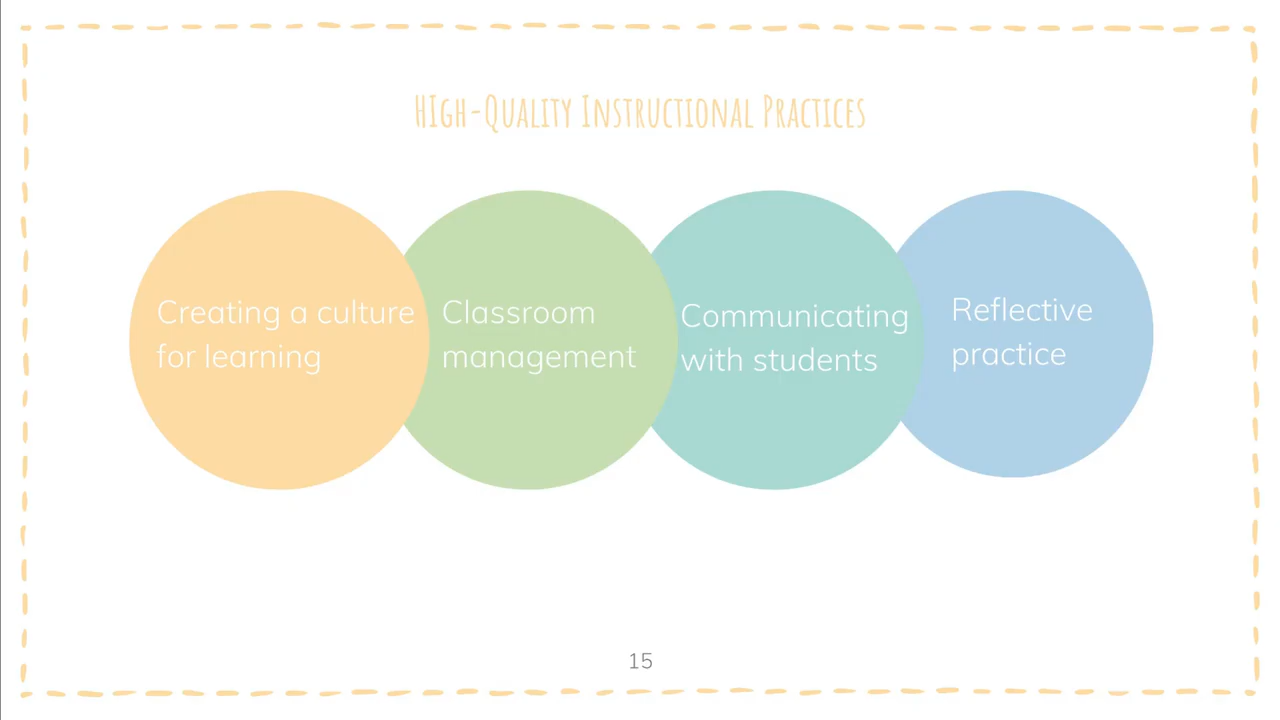 HIgh-Quality Instructional Practices
Creating a culture
for learning
Classroom
management
Communicating
with students
Reflective
practice
15